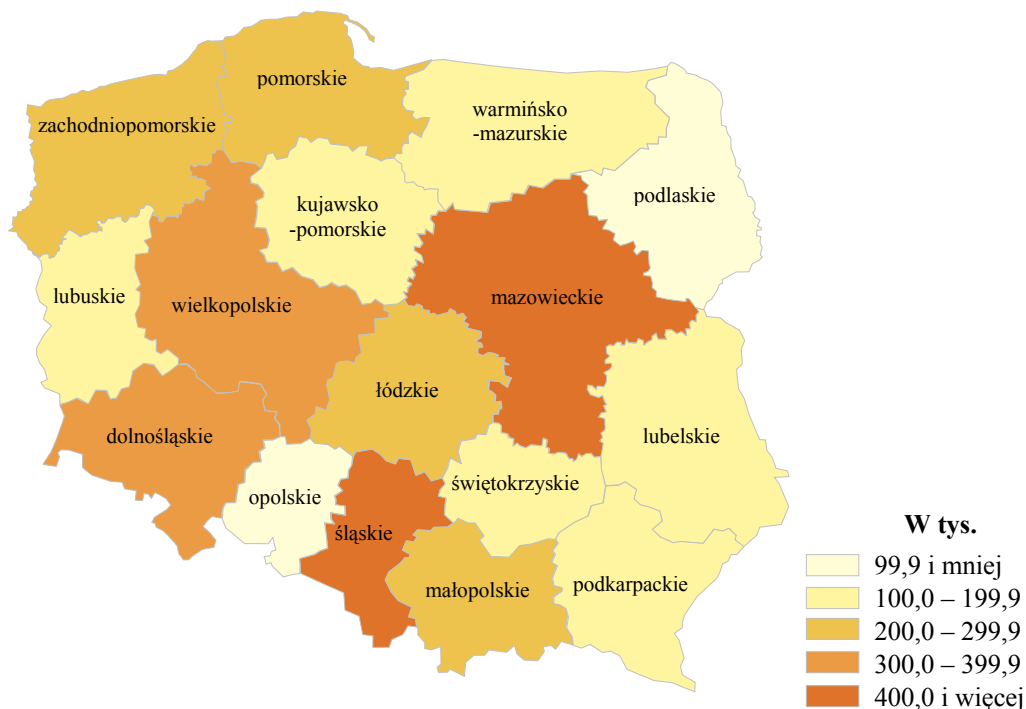 pomorskie
zachodniopomorskie
warmińsko
-mazurskie
podlaskie
kujawsko
-pomorskie
lubuskie
wielkopolskie
mazowieckie
łódzkie
dolnośląskie
lubelskie
opolskie
świętokrzyskie
śląskie
małopolskie
podkarpackie
W tys.
99,9 i mniej
100,0 – 199,9
200,0 – 299,9
300,0 – 399,9
400,0 i więcej